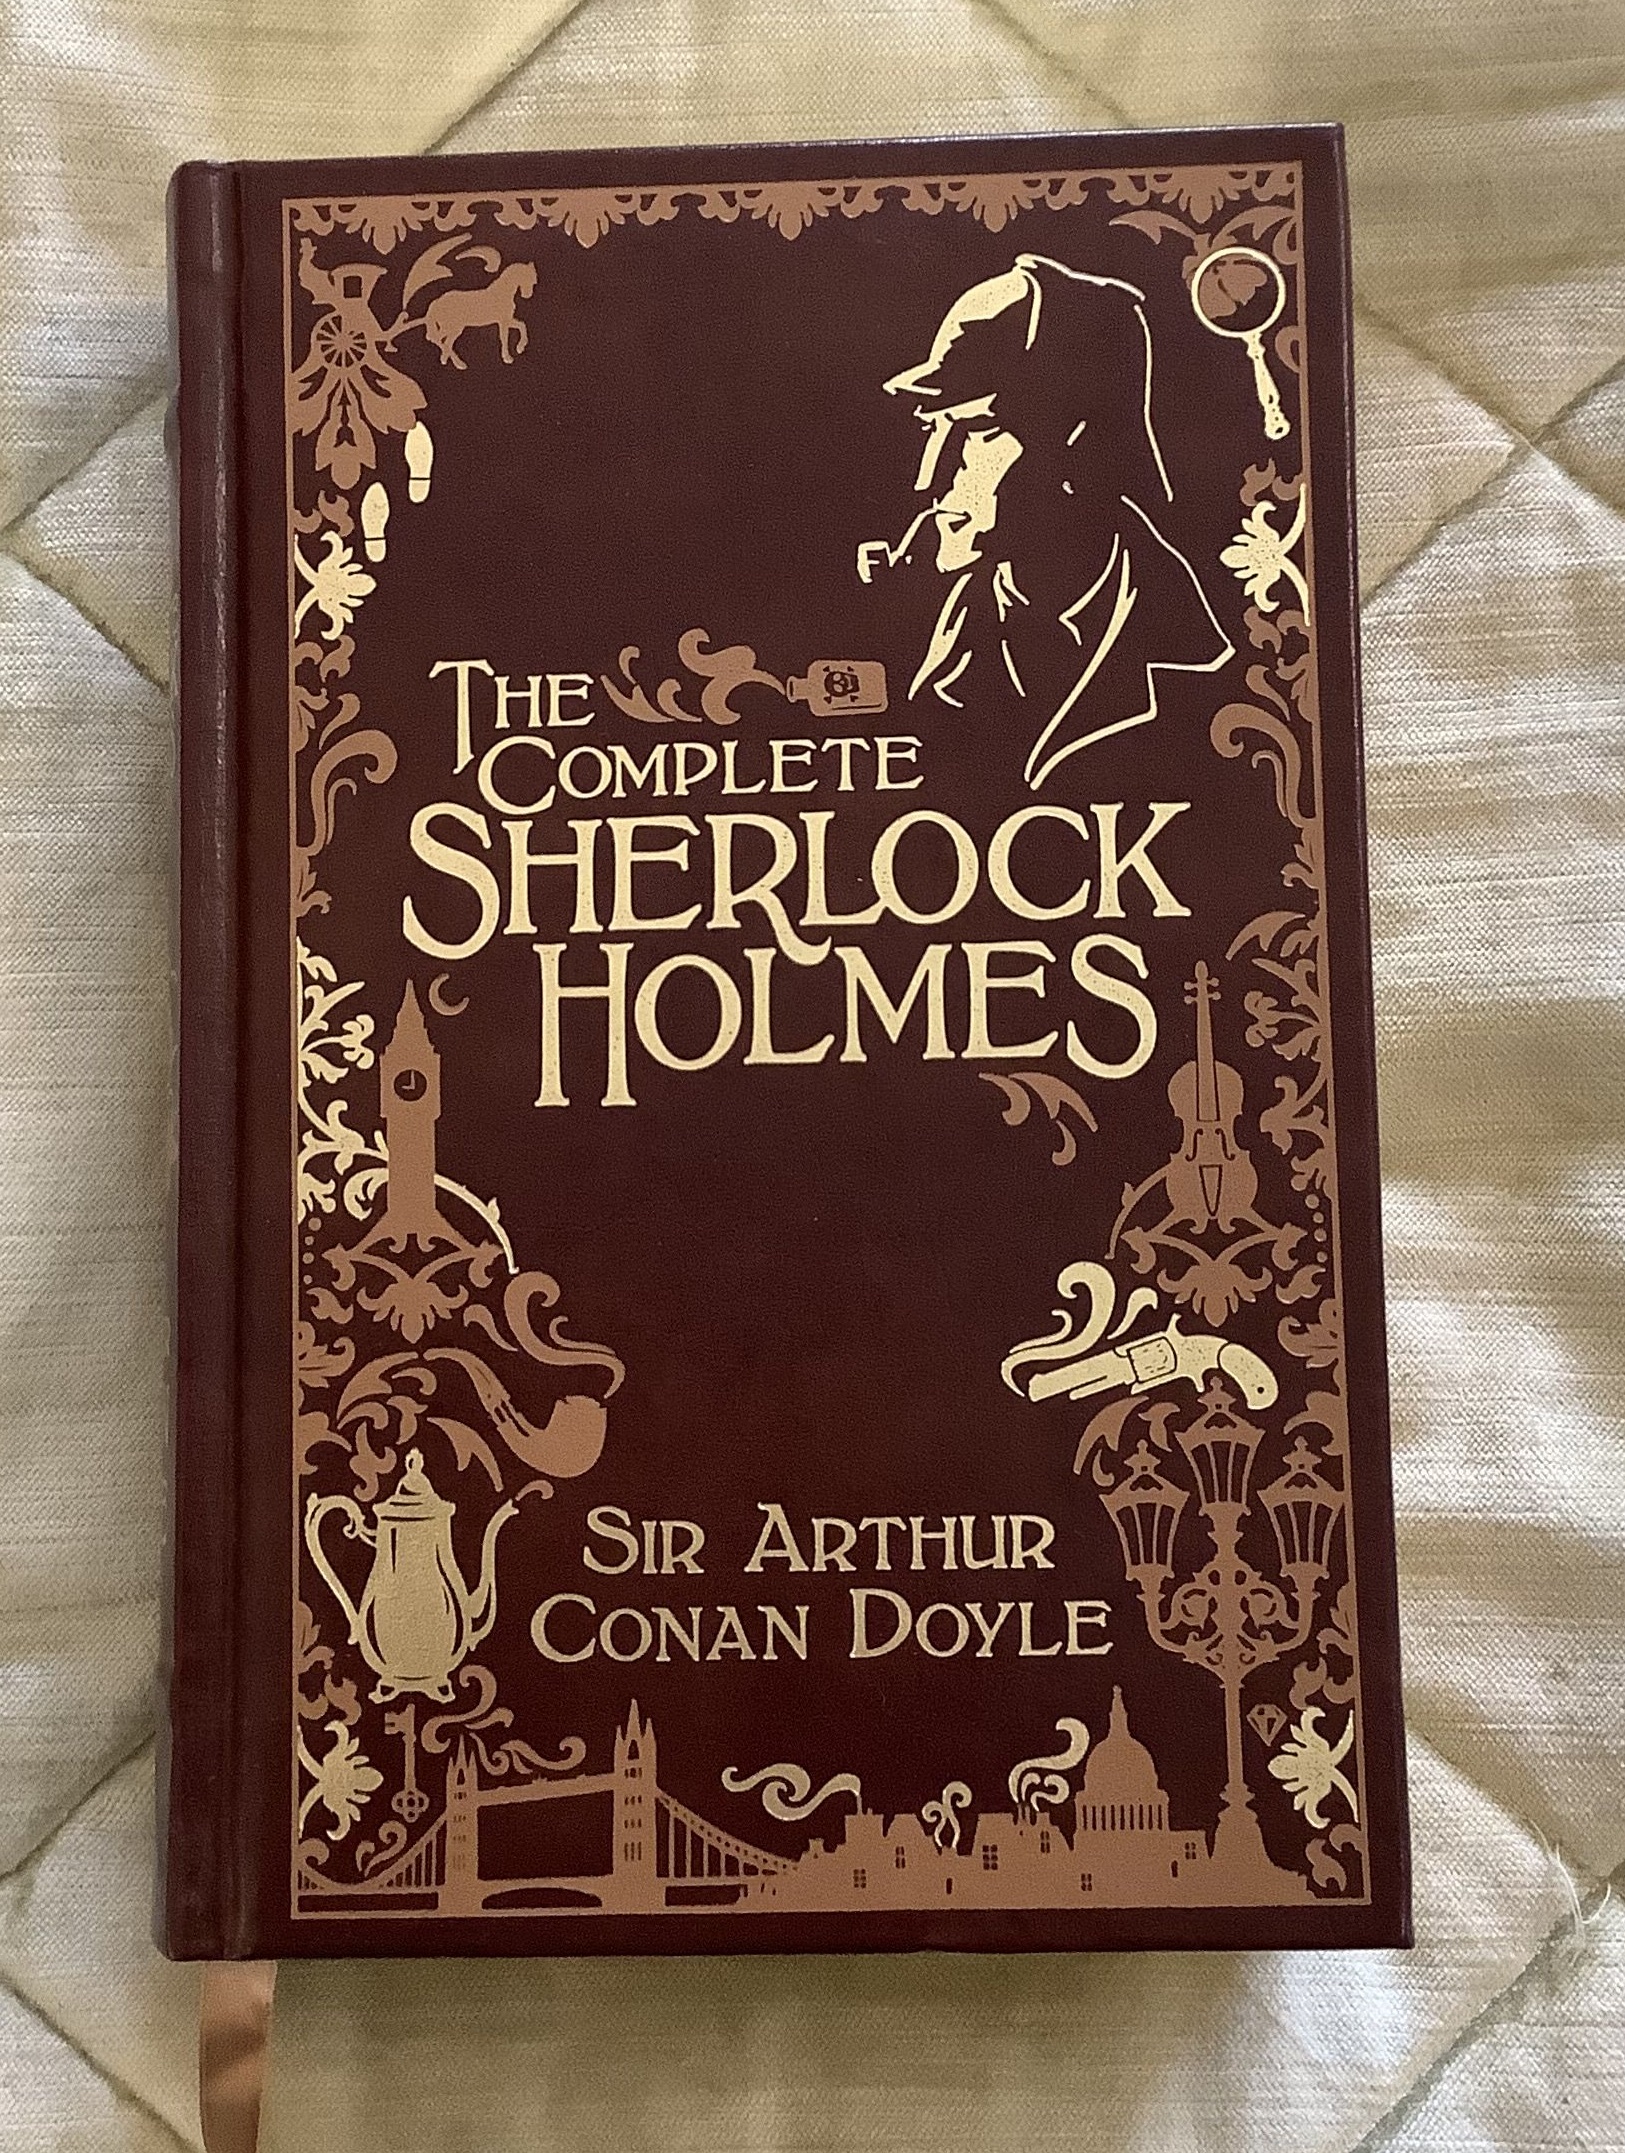 THE
COMPLETE
SHERLOCK
HOLMES
SIR ARTHUR
CONAN DOYLE